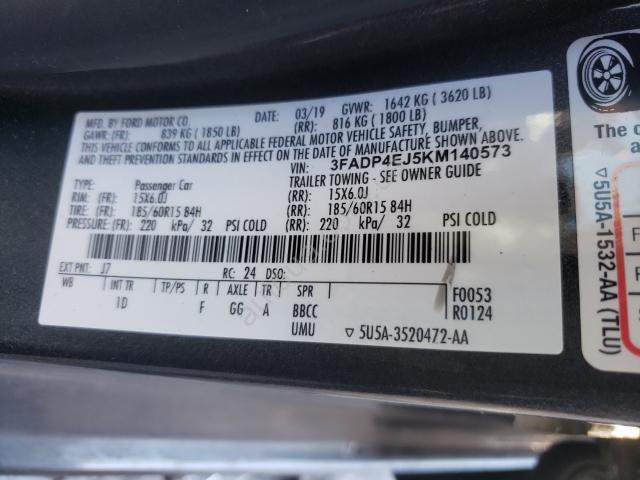 MFD. BY FORD MOTOR CO.
DATE: 03/19 GVWR: 1642 KG ( 3620 LB)
GAWR: (FR): 839 KG ( 1850 LB) (RR): 816 KG ( 1800 LB)
THIS VEHICLE CONFORMS TO ALL APPLICABLE FEDERAL MOTOR VEHICLE SAFETY, BUMPER,
AND THEFT PREVENTION STANDARDS IN EFFECT ON THE DATE OF MANUFACTURE SHOWN ABOVE.
VIN: 3FADP4EJ5KM140573
TYPE: Passenger Car TRAILER TOWING - SEE OWNER GUIDE
RIM: (FR): 15X6.0J (RR): 15X6.0J
TIRE: (FR): 185/60R15 84H (RR): 185/60R15 84H
PRESSURE: (FR): 220 kPa/ 32 PSI COLD (RR): 220 kPa/ 32 PSI COLD
EXT PNT: J7 RC: 24 DSO:
WB INT TR TP/PS R AXLE TR SPR
1D F GG A BBCC
UMU
F0053
R0124
5U5A-3520472-AA
The c
loade
5U5A-1532-AA (TLU)